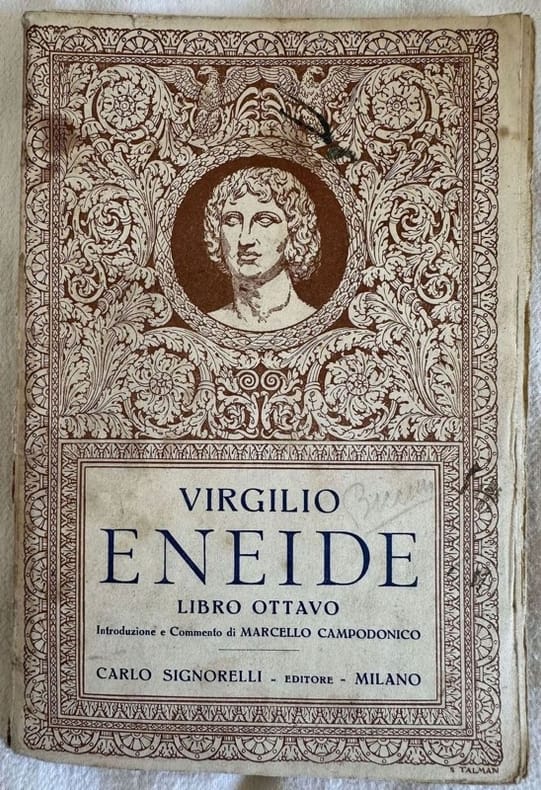 VIRGILIO
ENEIDE
LIBRO OTTAVO
Introduzione e Commento di MARCELLO CAMPODONICO
CARLO SIGNORELLI - EDITORE - MILANO
S TALMAN